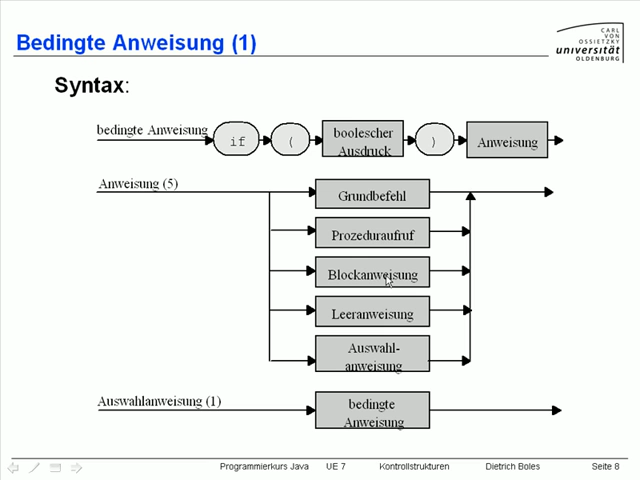 Bedingte Anweisung (1)
CARL
VON
OSSIETZKY
universität
OLDENBURG
Syntax:
bedingte Anweisung
if
(
boolescher
Ausdruck
)
Anweisung
Anweisung (5)
Grundbefehl
Prozeduraufruf
Blockanweisung
Leeranweisung
Auswahl-
anweisung
Auswahlanweisung (1)
bedingte
Anweisung
Programmierkurs Java UE 7 Kontrollstrukturen Dietrich Boles Seite 8